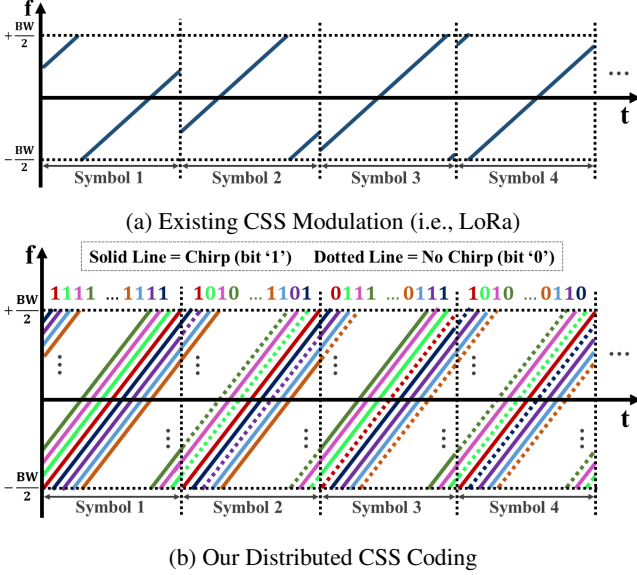 f
+BW/2
−BW/2
t
...
Symbol 1 Symbol 2 Symbol 3 Symbol 4
(a) Existing CSS Modulation (i.e., LoRa)
f
Solid Line = Chirp (bit ‘1’) Dotted Line = No Chirp (bit ‘0’)
1111 ...1111 1010 ...1101 0111 ...0111 1010 ...0110
+BW/2
...
t
−BW/2
Symbol 1 Symbol 2 Symbol 3 Symbol 4
(b) Our Distributed CSS Coding